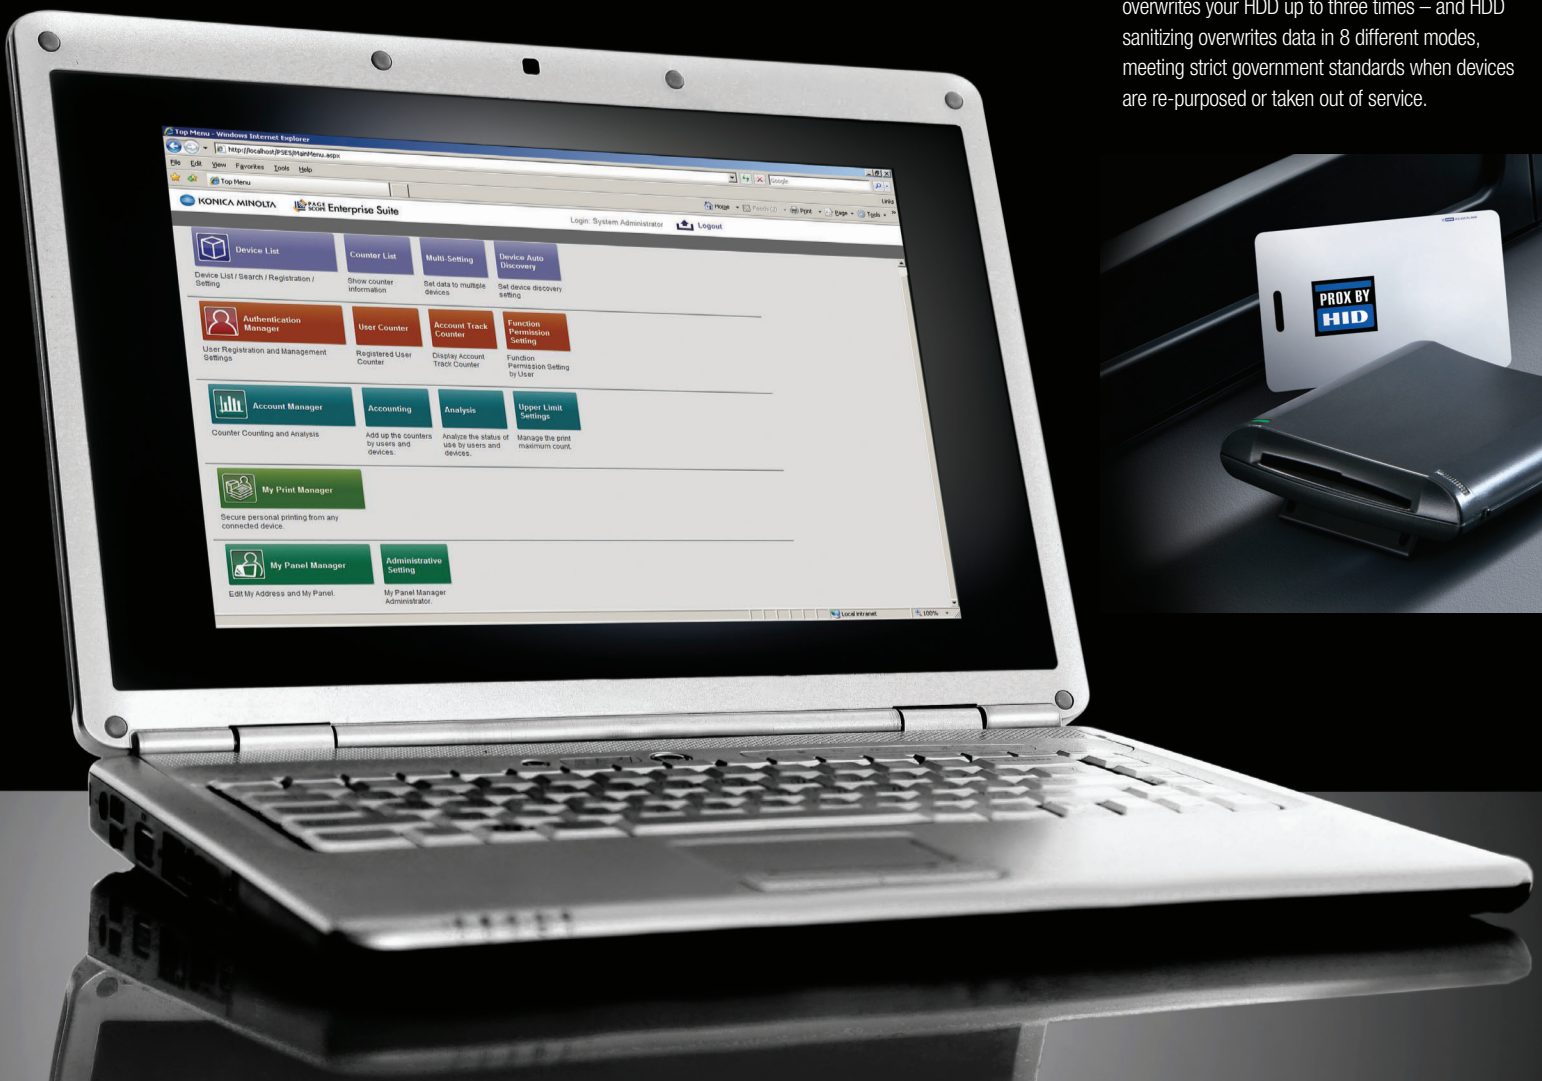 overwrites your HDD up to three times – and HDD
sanitizing overwrites data in 8 different modes,
meeting strict government standards when devices
are re-purposed or taken out of service.
Top Menu - Windows Internet Explorer
http://localhost/PSES/MainMenu.aspx
Google
File Edit View Favorites Tools Help
Links
Top Menu
Home Print Page Tools
KONICA MINOLTA PAGE SCOPE Enterprise Suite
Login: System Administrator Logout
Device List Counter List Multi-Setting Device Auto
Discovery
Device List / Search / Registration /
Setting
Show counter
information
Set data to multiple
devices
Set device discovery
setting
Authentication
Manager
User Counter
Account Track
Counter
Function
Permission
Setting
User Registration and Management
Settings
Registered User
Counter
Display Account
Track Counter
Function
Permission Setting
by User
Account Manager Accounting Analysis
Upper Limit
Settings
Counter Counting and Analysis
Add up the counters
by users and
devices.
Analyze the status of
use by users and
devices.
Manage the print
maximum count.
My Print Manager
Secure personal printing from any
connected device.
My Panel Manager
Administrative
Setting
Edit My Address and My Panel.
My Panel Manager
Administrator.
Local intranet 100%
PROX BY
HID